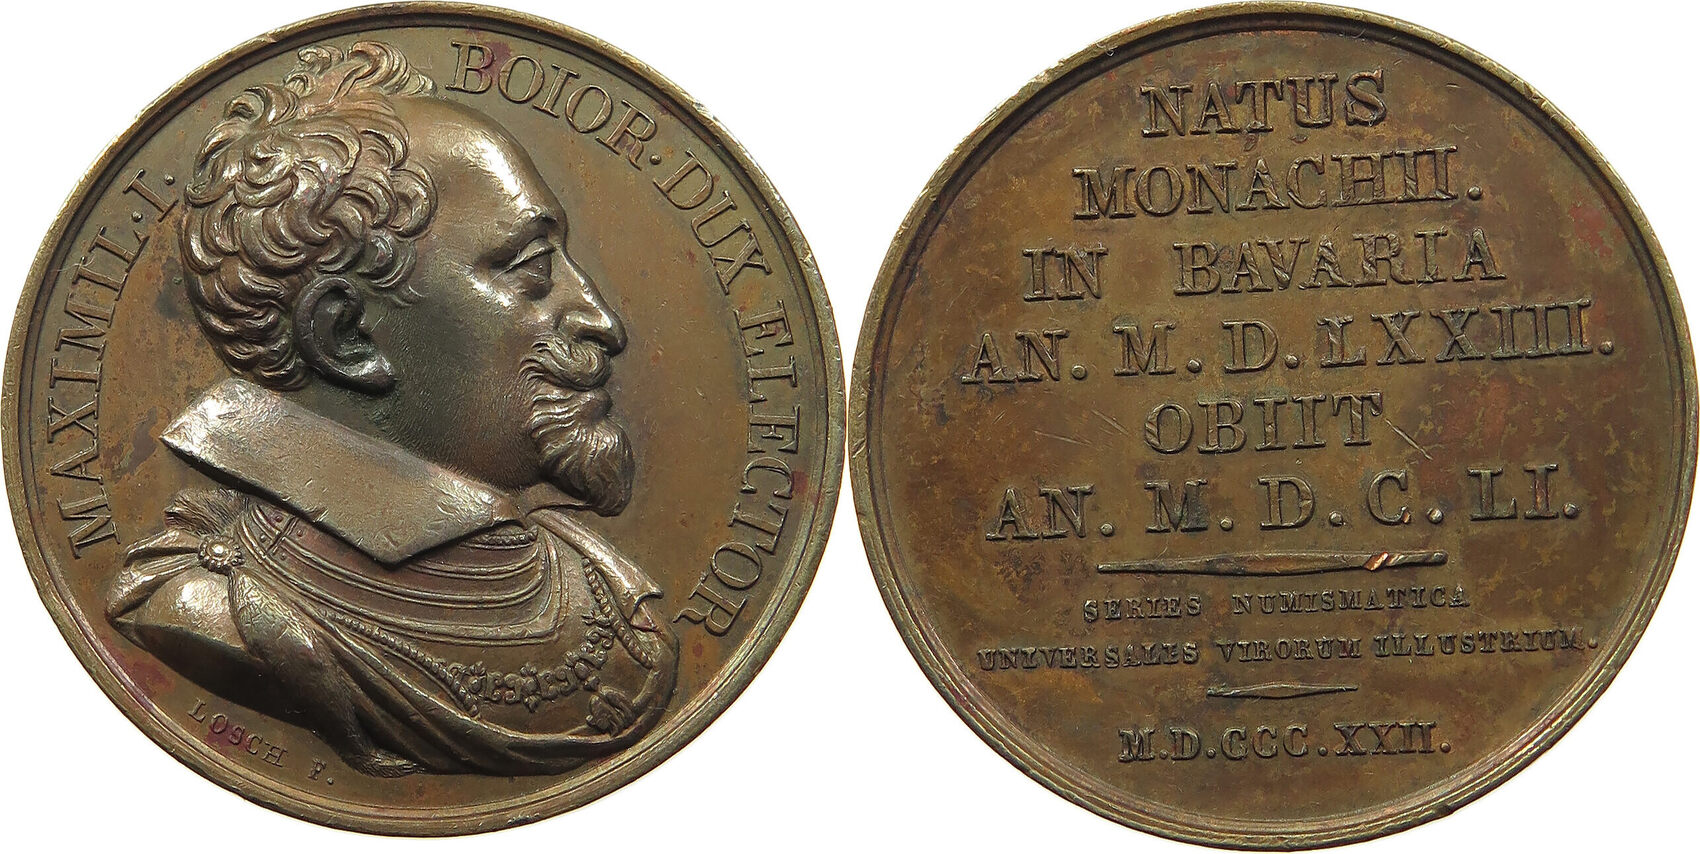 MAXIMIL·I· BOIOR·DUX ELECTOR
LOSCH F.
NATUS
MONACHII.
IN BAVARIA
AN. M. D. LXXIII.
OBIIT
AN. M. D. C. LI.
SERIES NUMISMATICA
UNIVERSALIS VIRORUM ILLUSTRIUM.
M.D.CCC.XXII.